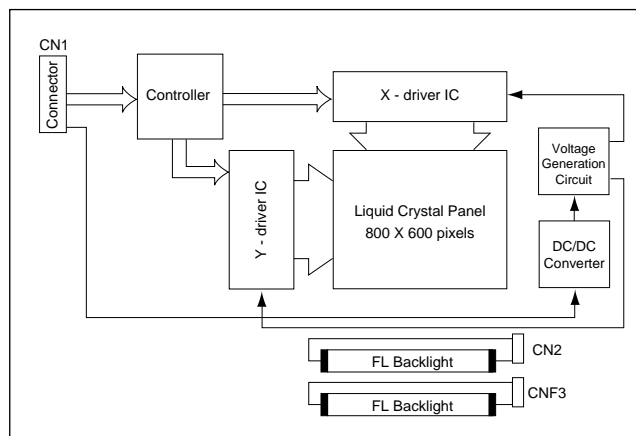 CN1
Connector
Controller
X - driver IC
Y - driver IC
Liquid Crystal Panel
800 X 600 pixels
Voltage
Generation
Circuit
DC/DC
Converter
FL Backlight
CN2
FL Backlight
CNF3